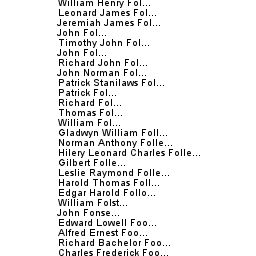 William Henry Fol...
Leonard James Fol...
Jeremiah James Fol...
John Fol...
Timothy John Fol...
John Fol...
Richard John Fol...
John Norman Fol...
Patrick Stanilaws Fol...
Patrick Fol...
Richard Fol...
Thomas Fol...
William Fol...
Gladwyn William Foll...
Norman Anthony Folle...
Hilery Leonard Charles Folle...
Gilbert Folle...
Leslie Raymond Folle...
Harold Thomas Foll...
Edgar Harold Follo...
William Folst...
John Fonse...
Edward Lowell Foo...
Alfred Ernest Foo...
Richard Bachelor Foo...
Charles Frederick Foo...